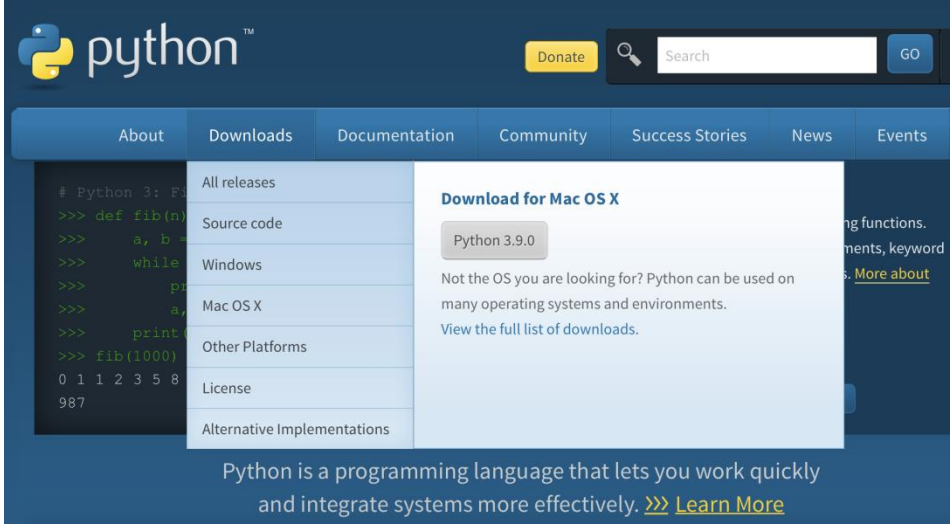 python™
Donate
Search
GO
About Downloads Documentation Community Success Stories News Events
All releases
Source code
Windows
Mac OS X
Other Platforms
License
Alternative Implementations
Download for Mac OS X
Python 3.9.0
Not the OS you are looking for? Python can be used on
many operating systems and environments.
View the full list of downloads.
# Python 3: Fi
>>> def fib(n)
>>> a, b =
>>> while
>>> pr
>>> a,
>>> print(
>>> fib(1000)
0 1 1 2 3 5 8
987
ng functions.
ments, keyword
s. More about
Python is a programming language that lets you work quickly
and integrate systems more effectively. >>> Learn More